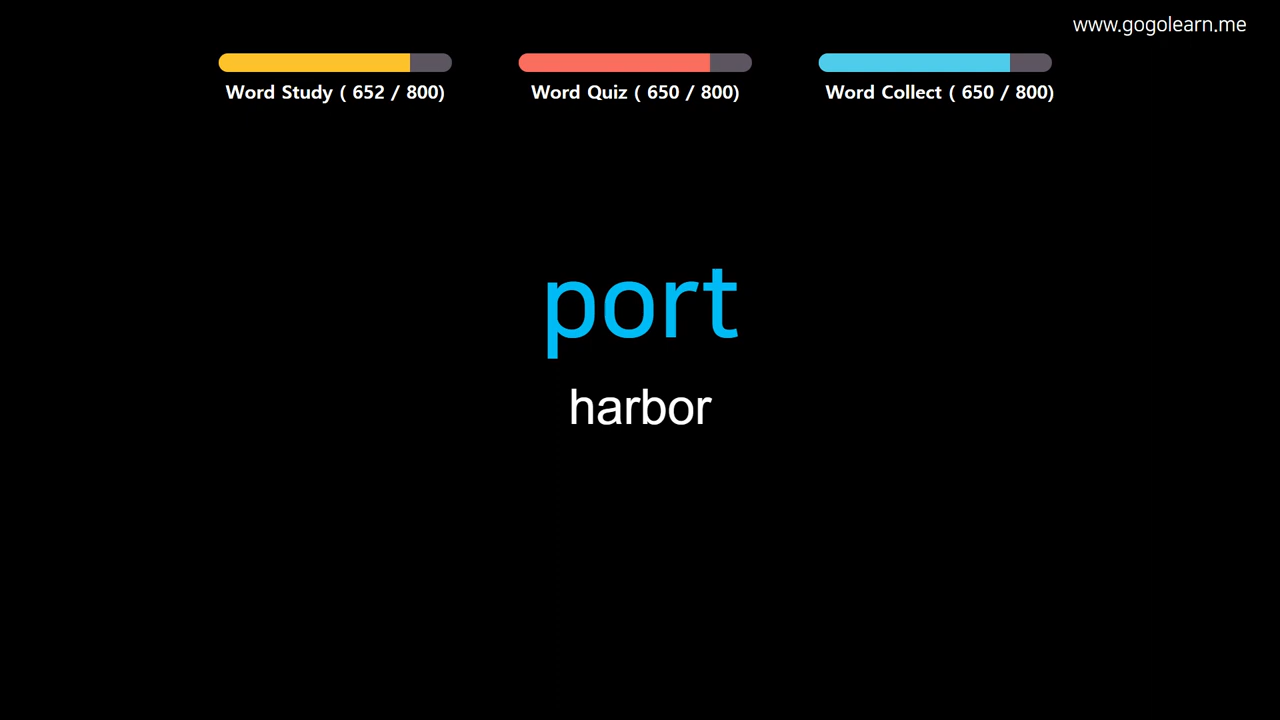 www.gogolearn.me
Word Study ( 652 / 800)
Word Quiz ( 650 / 800)
Word Collect ( 650 / 800)
port
harbor